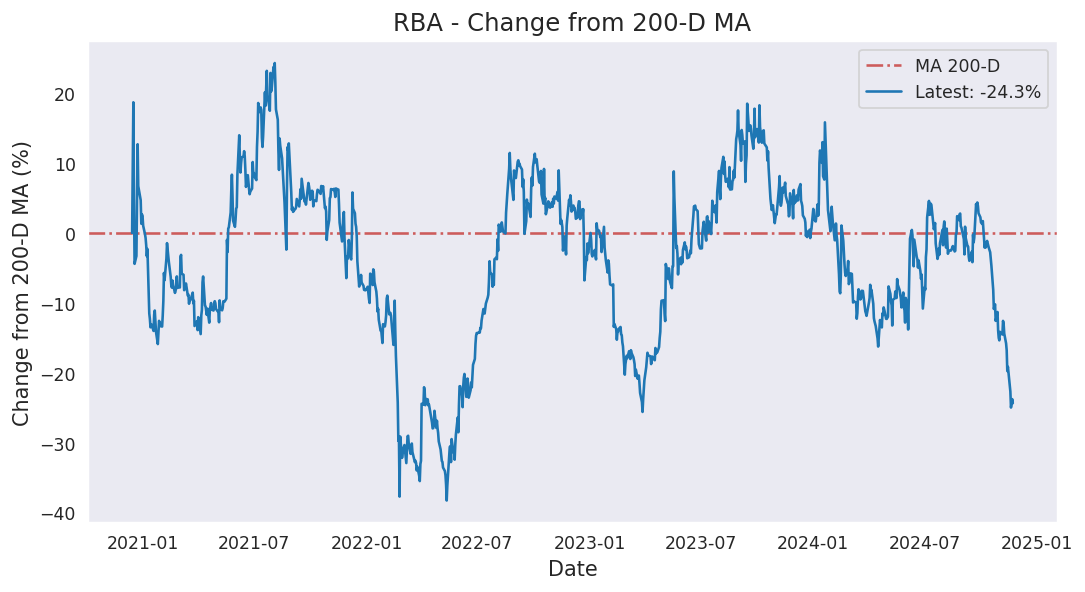 RBA - Change from 200-D MA
MA 200-D
Latest: -24.3%
Change from 200-D MA (%)
20
10
0
−10
−20
−30
−40
2021-01 2021-07 2022-01 2022-07 2023-01 2023-07 2024-01 2024-07 2025-01
Date